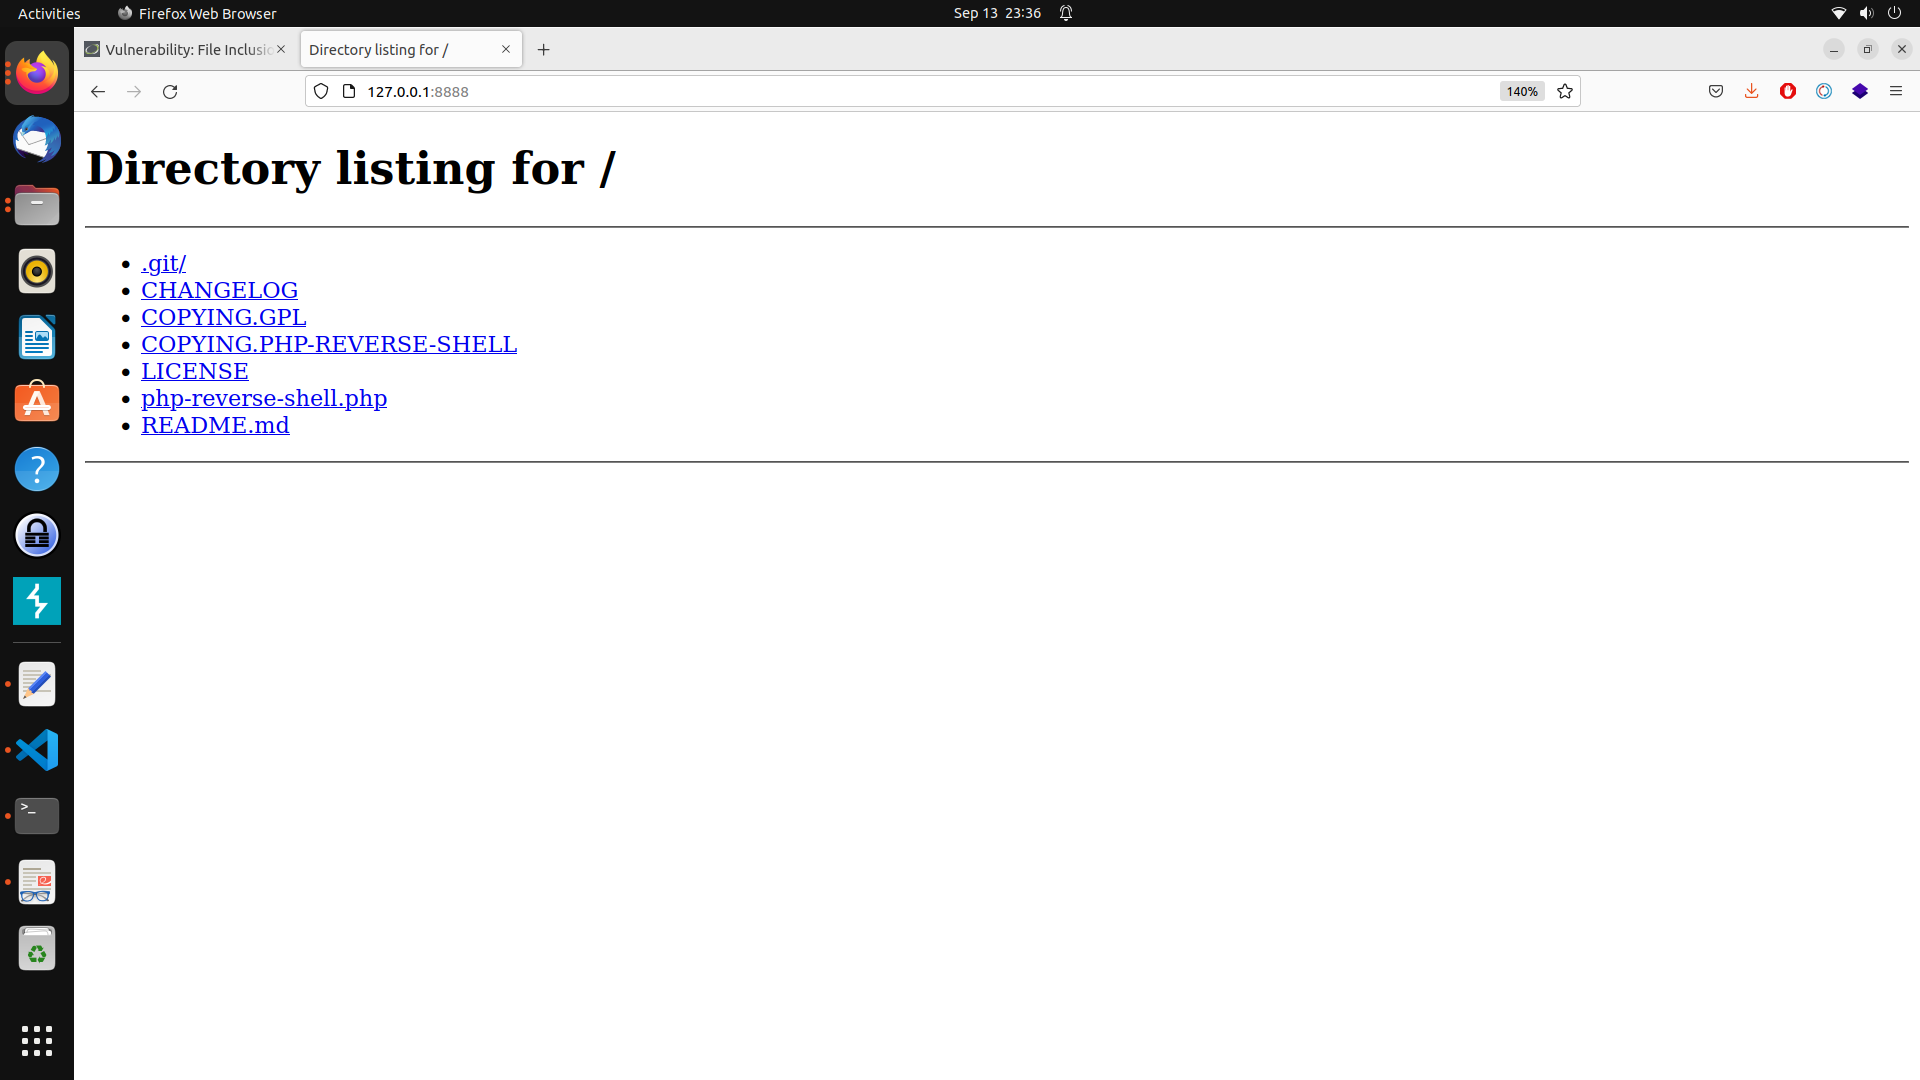 Activities
Firefox Web Browser
Sep 13 23:36
Vulnerability: File Inclusio
Directory listing for /
127.0.0.1:8888
140%
Directory listing for /
.git/
CHANGELOG
COPYING.GPL
COPYING.PHP-REVERSE-SHELL
LICENSE
php-reverse-shell.php
README.md